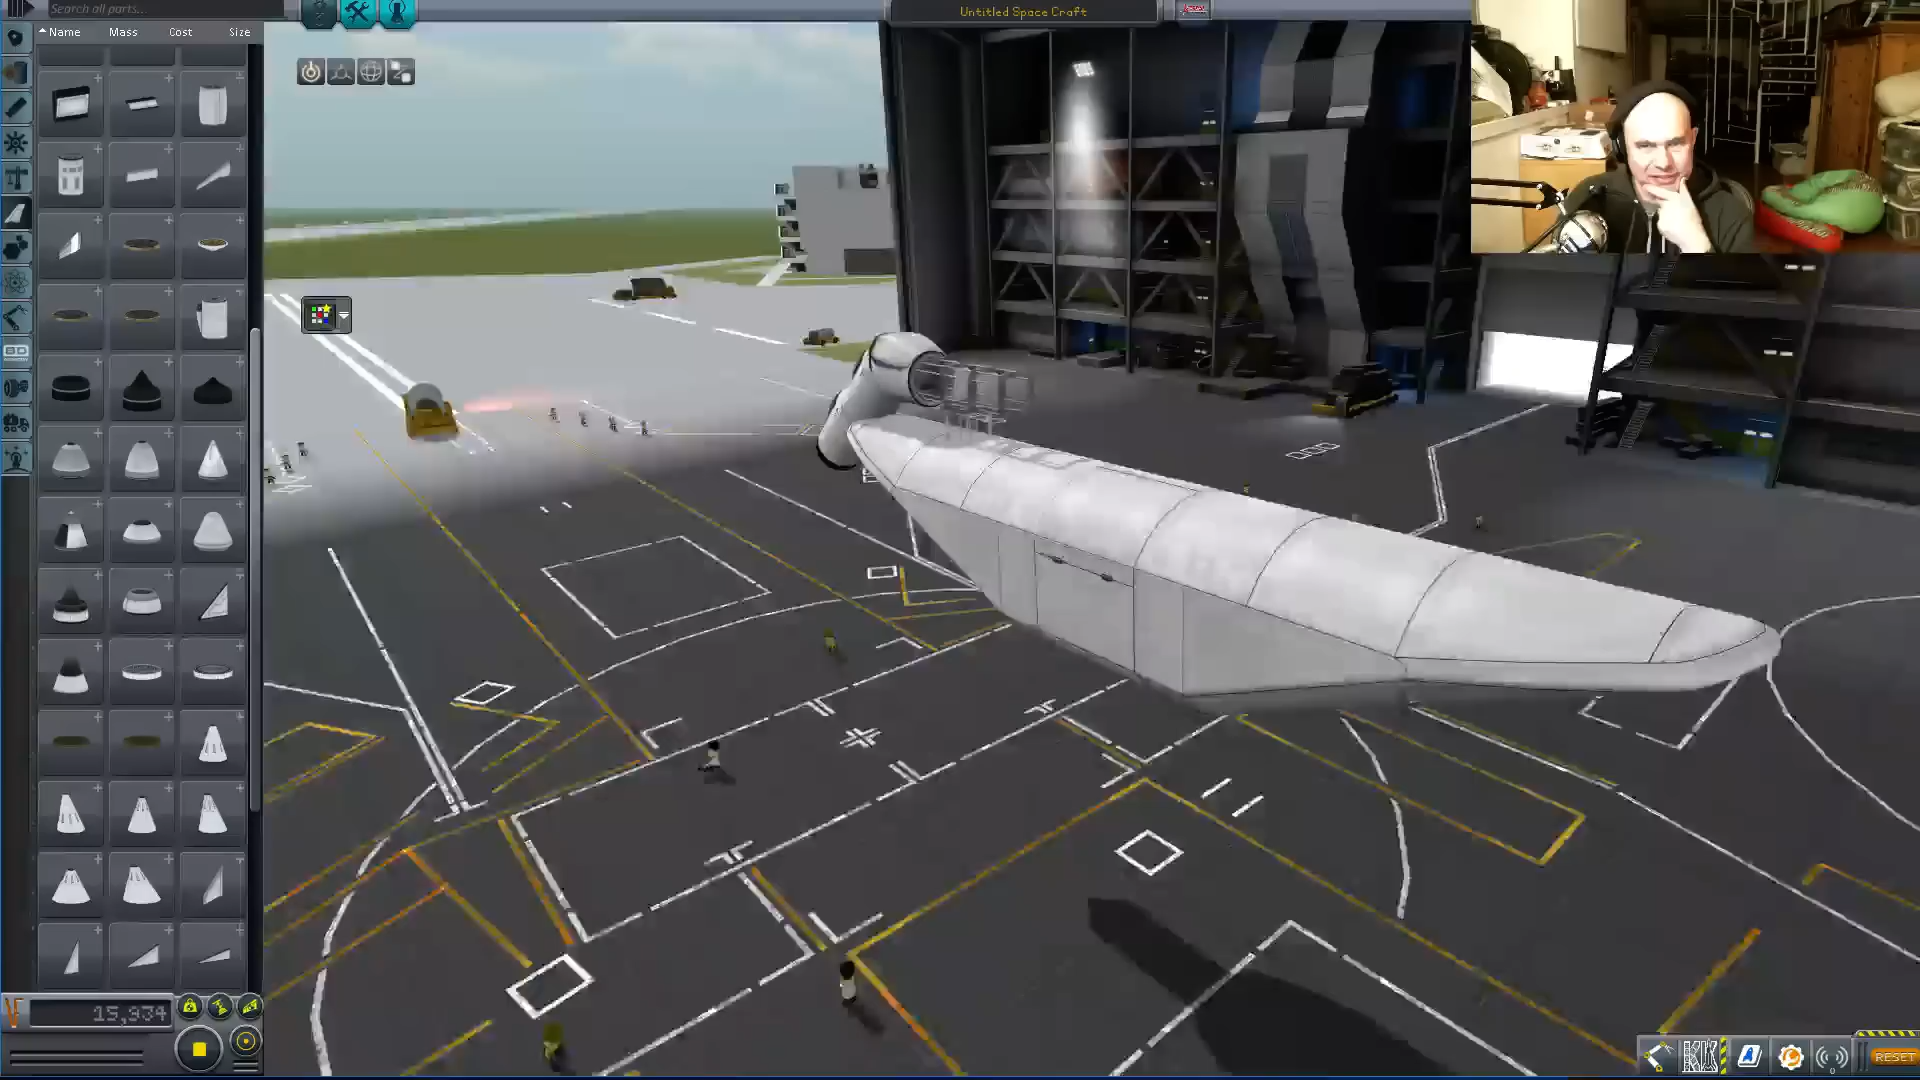 Search all parts...
Untitled Space Craft
Name Mass Cost Size
15,934
RESET